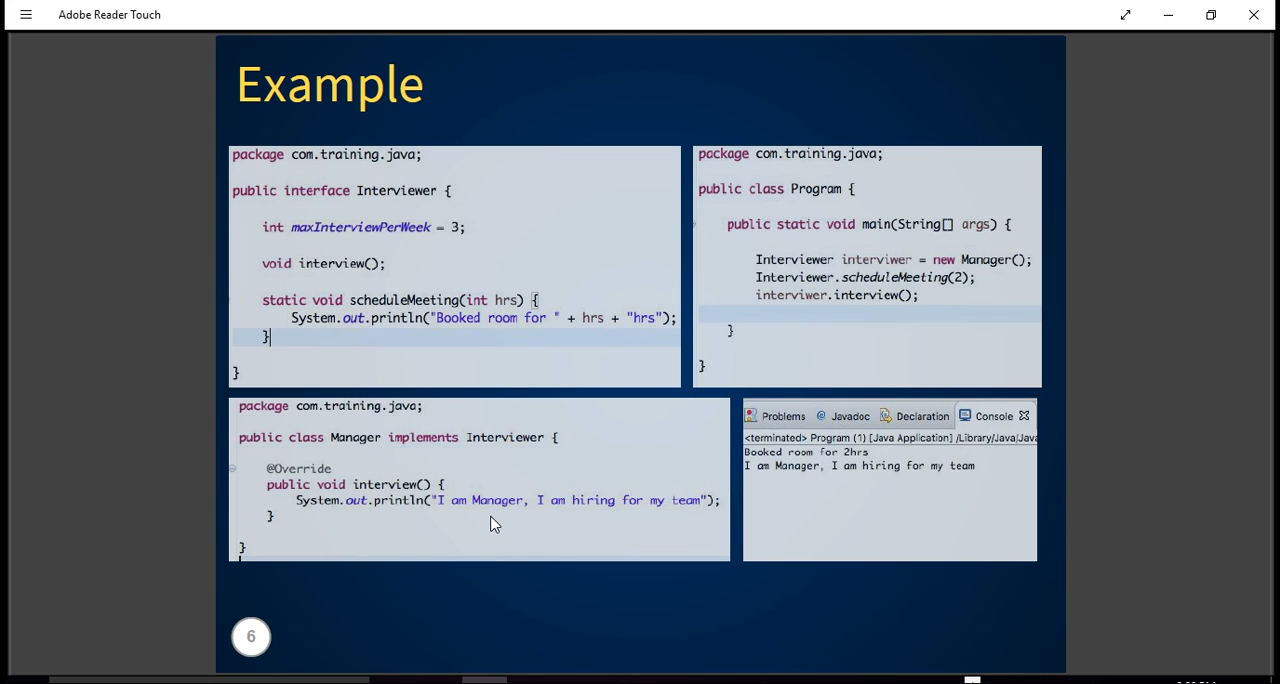 Adobe Reader Touch
Example
package com.training.java;
public interface Interviewer {
int maxInterviewPerWeek = 3;
void interview();
static void scheduleMeeting(int hrs) {
System.out.println("Booked room for " + hrs + "hrs");
}
}
package com.training.java;
public class Program {
public static void main(String[] args) {
Interviewer interviwer = new Manager();
Interviewer.scheduleMeeting(2);
interviwer.interview();
}
}
package com.training.java;
public class Manager implements Interviewer {
@Override
public void interview() {
System.out.println("I am Manager, I am hiring for my team");
}
}
Problems @ Javadoc Declaration Console
<terminated> Program (1) [Java Application] /Library/Java/Java
Booked room for 2hrs
I am Manager, I am hiring for my team
6